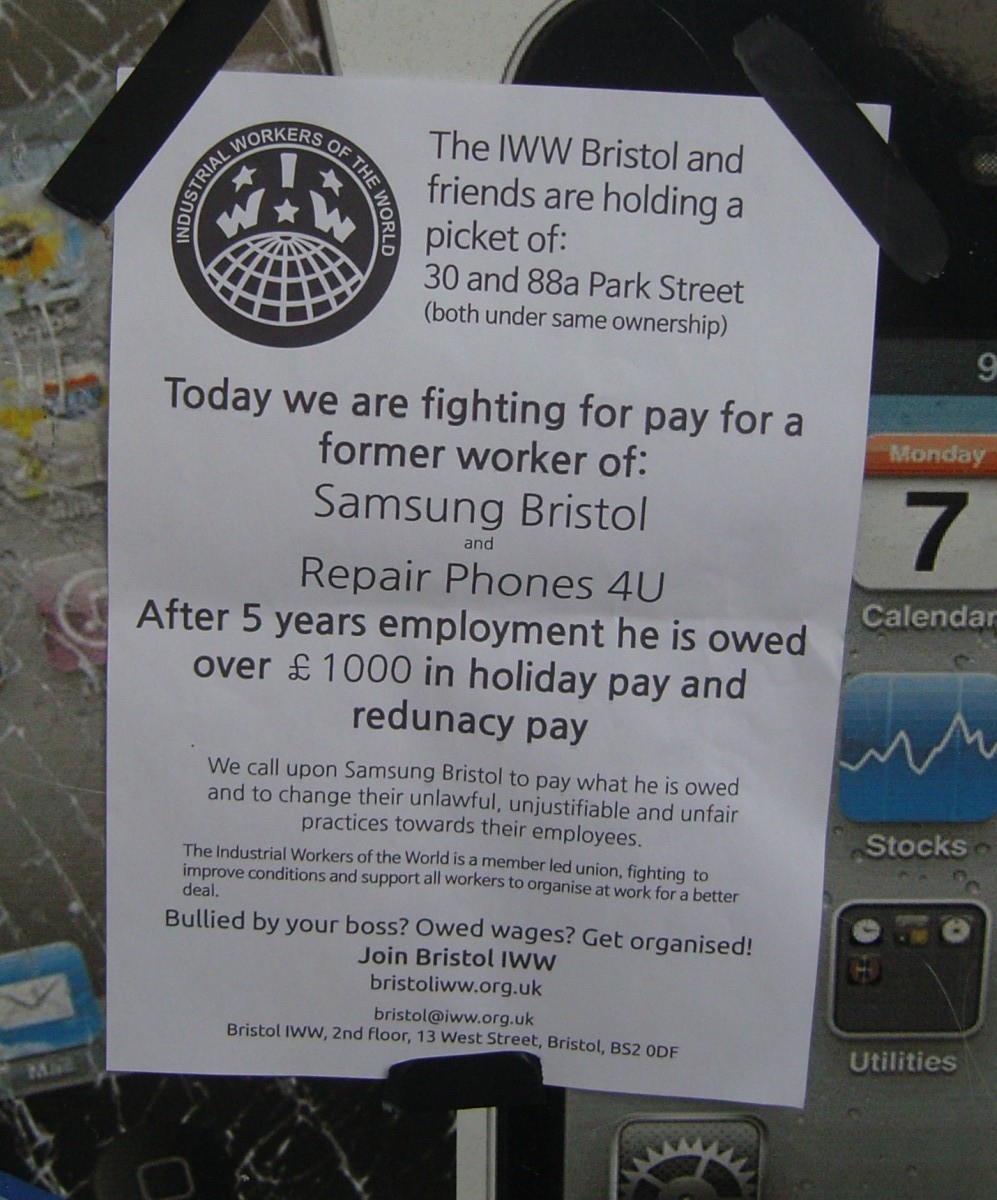 INDUSTRIAL WORKERS OF THE WORLD
I W W
The IWW Bristol and
friends are holding a
picket of:
30 and 88a Park Street
(both under same ownership)
Today we are fighting for pay for a
former worker of:
Samsung Bristol
and
Repair Phones 4U
After 5 years employment he is owed
over £1000 in holiday pay and
redunacy pay
We call upon Samsung Bristol to pay what he is owed
and to change their unlawful, unjustifiable and unfair
practices towards their employees.
The Industrial Workers of the World is a member led union, fighting to
improve conditions and support all workers to organise at work for a better
deal.
Bullied by your boss? Owed wages? Get organised!
Join Bristol IWW
bristoliww.org.uk
bristol@iww.org.uk
Bristol IWW, 2nd floor, 13 West Street, Bristol, BS2 0DF
9
Monday
7
Calendar
Stocks
Utilities
Mail